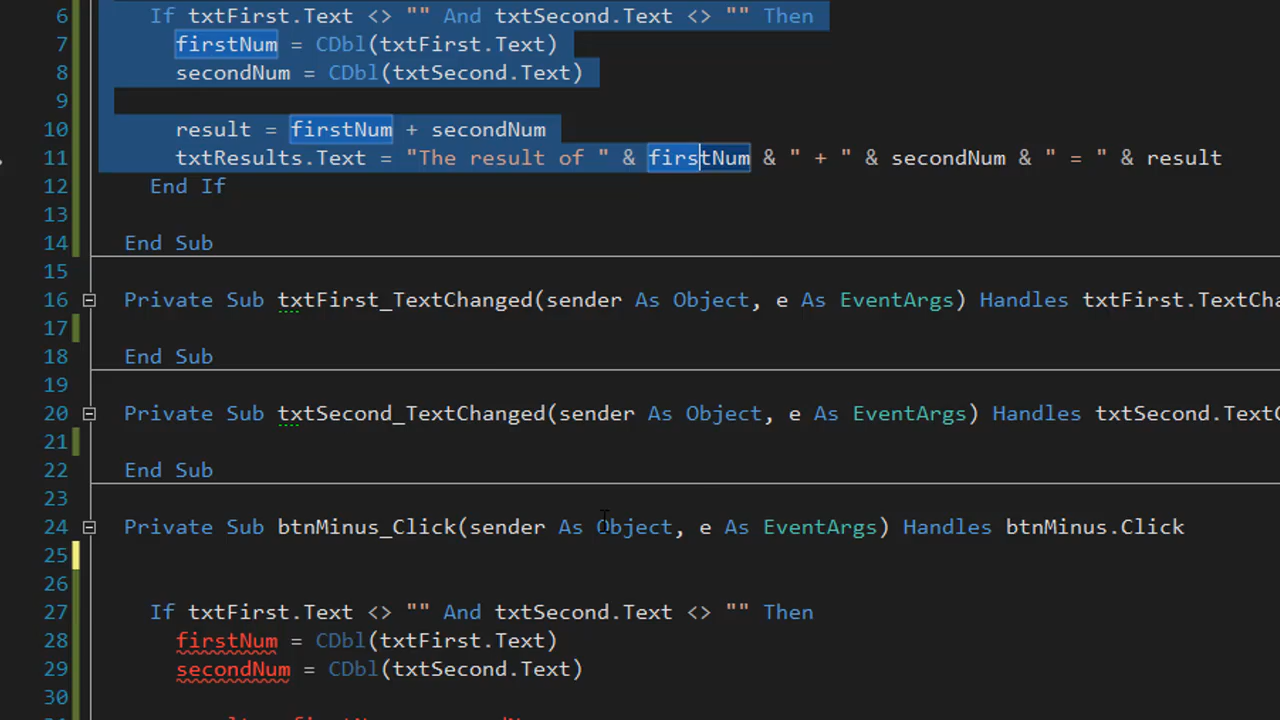 6 If txtFirst.Text <> "" And txtSecond.Text <> "" Then
7 firstNum = CDbl(txtFirst.Text)
8 secondNum = CDbl(txtSecond.Text)
9
10 result = firstNum + secondNum
11 txtResults.Text = "The result of " & firstNum & " + " & secondNum & " = " & result
12 End If
13
14 End Sub
15
16 Private Sub txtFirst_TextChanged(sender As Object, e As EventArgs) Handles txtFirst.TextCha
17
18 End Sub
19
20 Private Sub txtSecond_TextChanged(sender As Object, e As EventArgs) Handles txtSecond.TextC
21
22 End Sub
23
24 Private Sub btnMinus_Click(sender As Object, e As EventArgs) Handles btnMinus.Click
25
26
27 If txtFirst.Text <> "" And txtSecond.Text <> "" Then
28 firstNum = CDbl(txtFirst.Text)
29 secondNum = CDbl(txtSecond.Text)
30